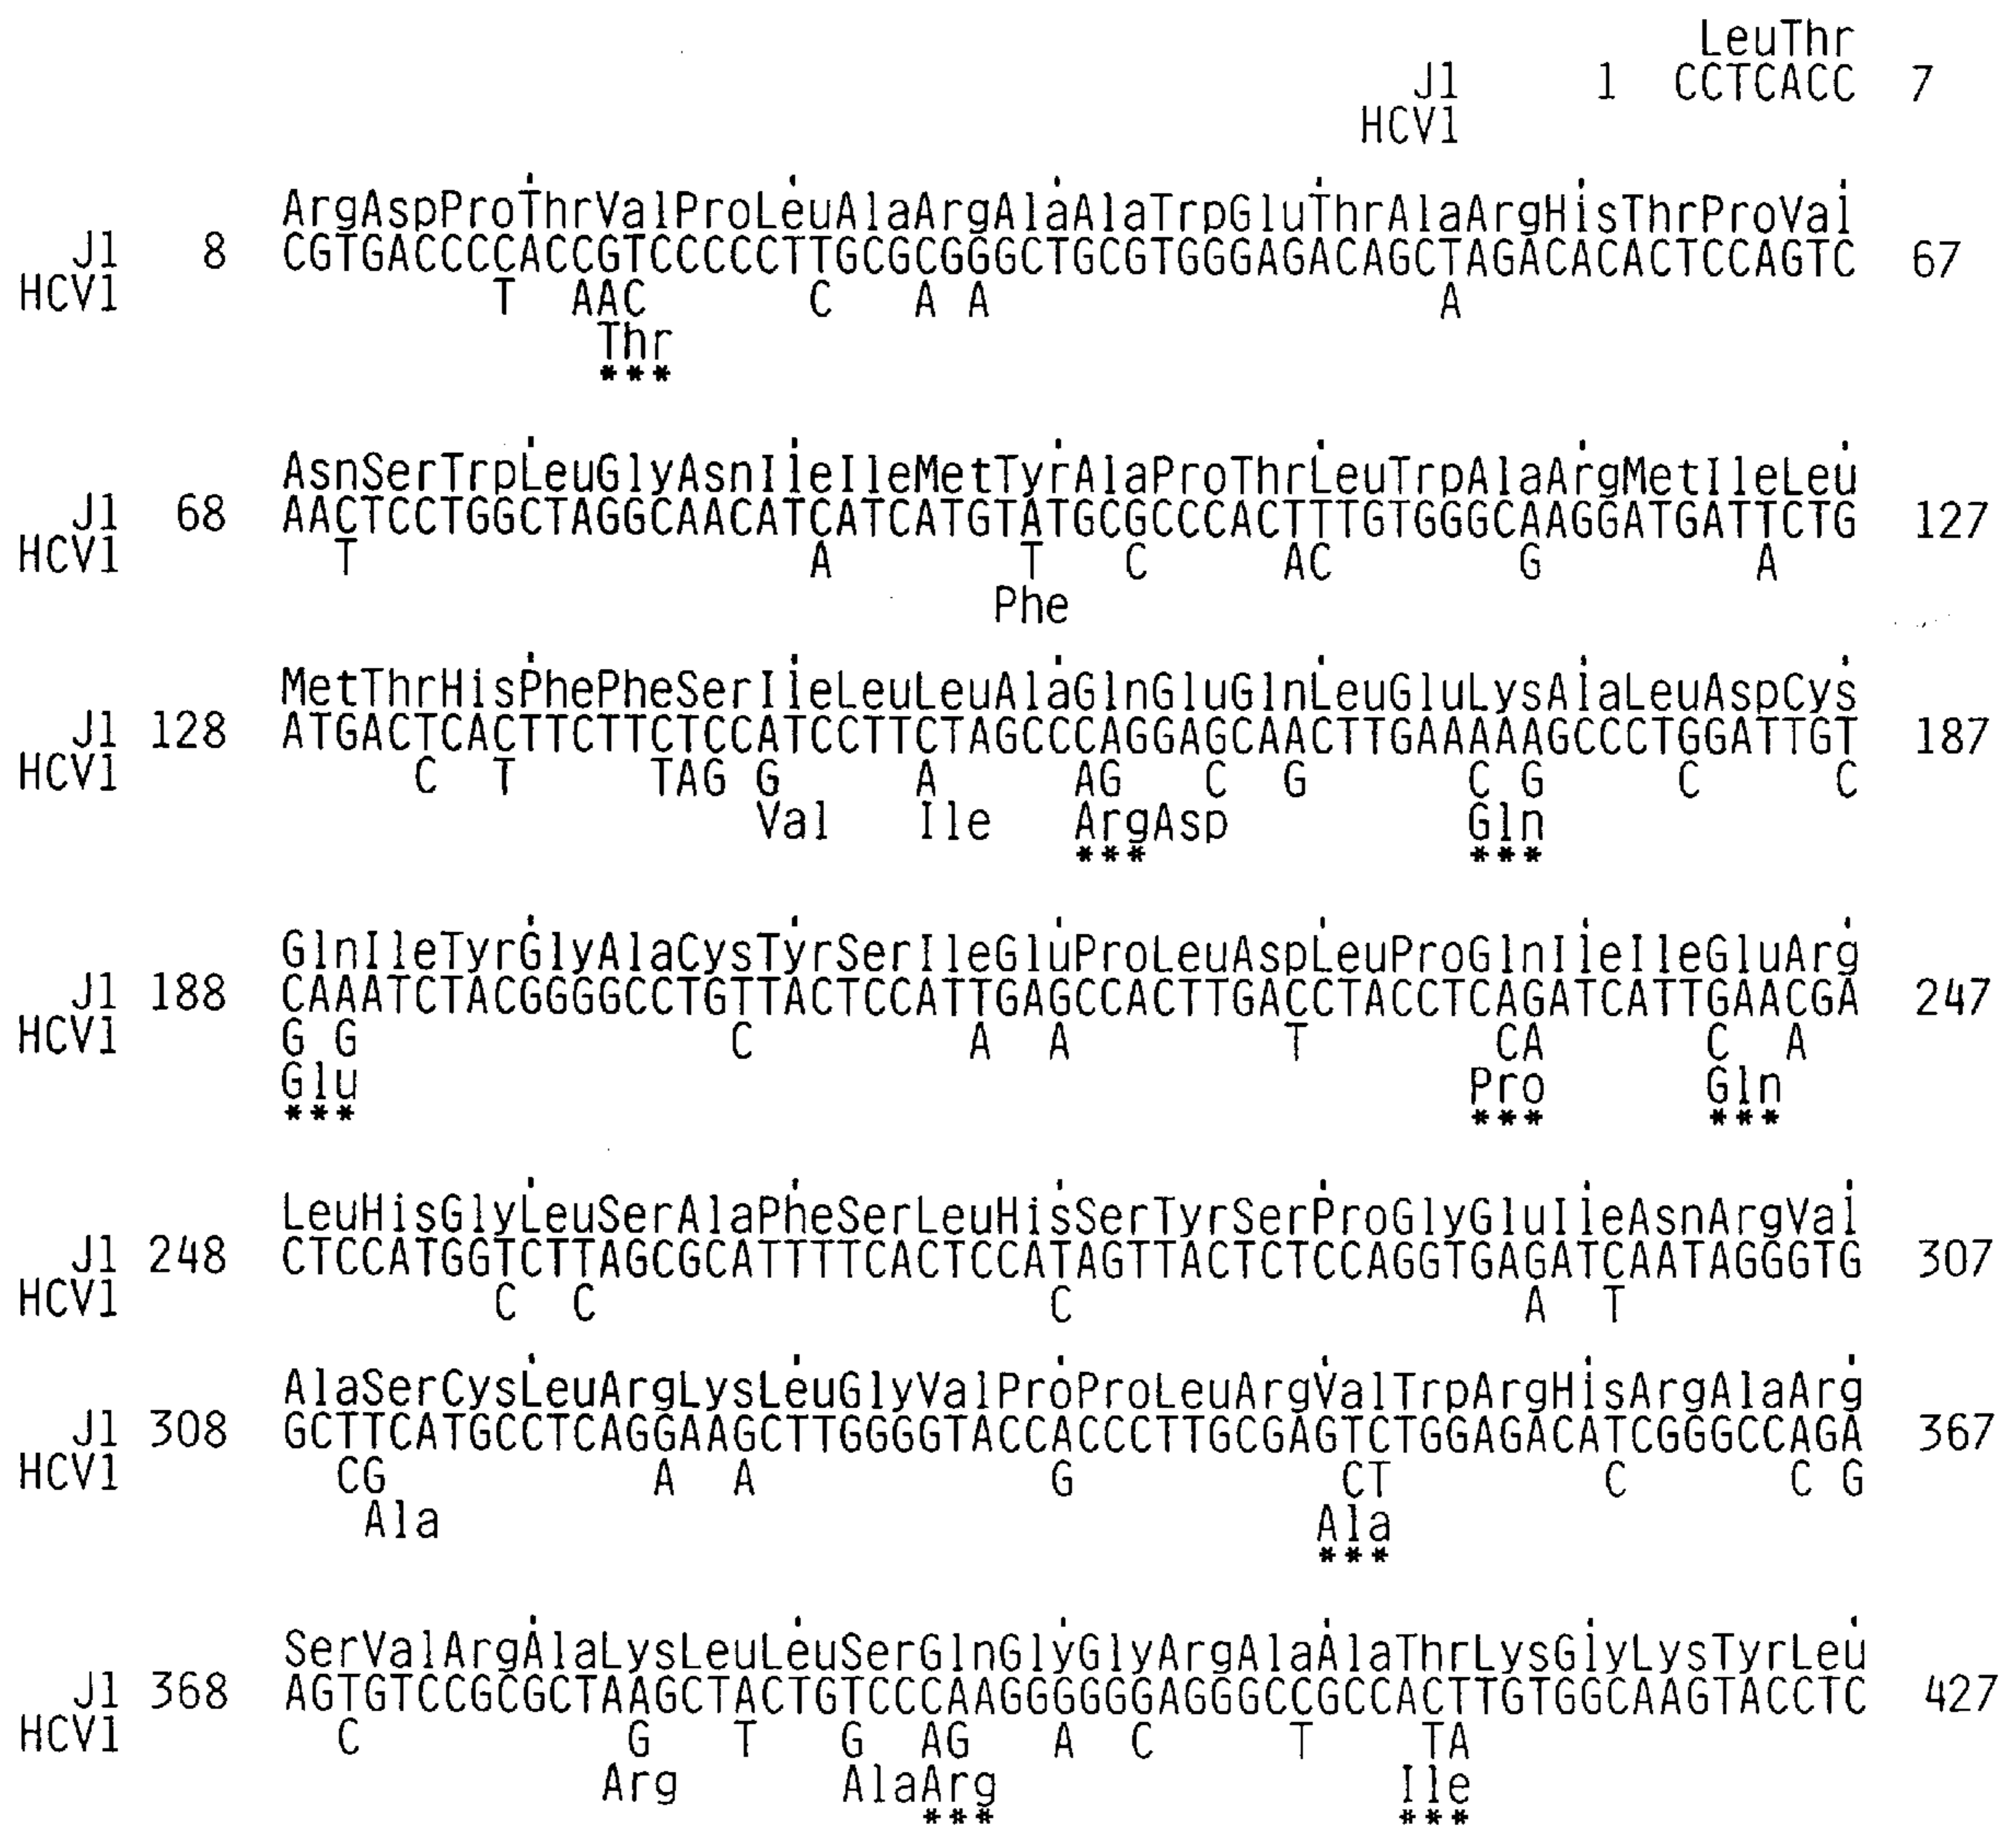 LeuThr
J1 1 CCTCACC 7
HCV1
ArgAspProThrValProLeuAlaArgAlaAlaTrpGluThrAlaArgHisThrProVal
J1 8 CGTGACCCCACCGTCCCCCTTGCGCGGGCTGCGTGGGAGACAGCTAGACACACTCCAGTC 67
HCV1 T AAC C A A A
Thr
***
AsnSerTrpLeuGlyAsnIleIleMetTyrAlaProThrLeuTrpAlaArgMetIleLeu
J1 68 AACTCCTGGCTAGGCAACATCATCATGTATGCGCCCACTTTGTGGGCAAGGATGATTCTG 127
HCV1 T A T C AC G A
Phe
MetThrHisPhePheSerIleLeuLeuAlaGlnGluGlnLeuGluLysAlaLeuAspCys
J1 128 ATGACTCACTTCTTCTCCATCCTTCTAGCCCAGGAGCAACTTGAAAAAGCCCTGGATTGT 187
HCV1 C T TAG G A AG C G C G C C
Val Ile ArgAsp Gln
*** ***
GlnIleTyrGlyAlaCysTyrSerIleGluProLeuAspLeuProGlnIleIleGluArg
J1 188 CAAATCTACGGGGCCTGTTACTCCATTGAGCCACTTGACCTACCTCAGATCATTGAACGA 247
HCV1 G G C A A T CA C A
Glu Pro Gln
*** *** ***
LeuHisGlyLeuSerAlaPheSerLeuHisSerTyrSerProGlyGluIleAsnArgVal
J1 248 CTCCATGGTCTTAGCGCATTTTCACTCCATAGTTACTCTCCAGGTGAGATCAATAGGGTG 307
HCV1 C C C A T
AlaSerCysLeuArgLysLeuGlyValProProLeuArgValTrpArgHisArgAlaArg
J1 308 GCTTCATGCCTCAGGAAGCTTGGGGTACCACCCTTGCGAGTCTGGAGACATCGGGCCAGA 367
HCV1 CG A A G CT C C G
Ala Ala
***
SerValArgAlaLysLeuLeuSerGlnGlyGlyArgAlaAlaThrLysGlyLysTyrLeu
J1 368 AGTGTCCGCGCTAAGCTACTGTCCCAAGGGGGGAGGGCCGCCACTTGTGGCAAGTACCTC 427
HCV1 C G T G AG A C T TA
Arg AlaArg Ile
*** ***